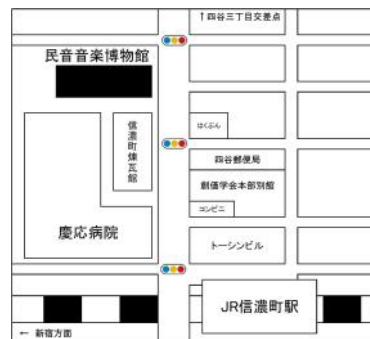 ↑四谷三丁目交差点
民音音楽博物館
信濃町煉瓦館
はくぶん
四谷郵便局
創価学会本部別館
コンビニ
慶応病院
トーシンビル
JR信濃町駅
← 新宿方面